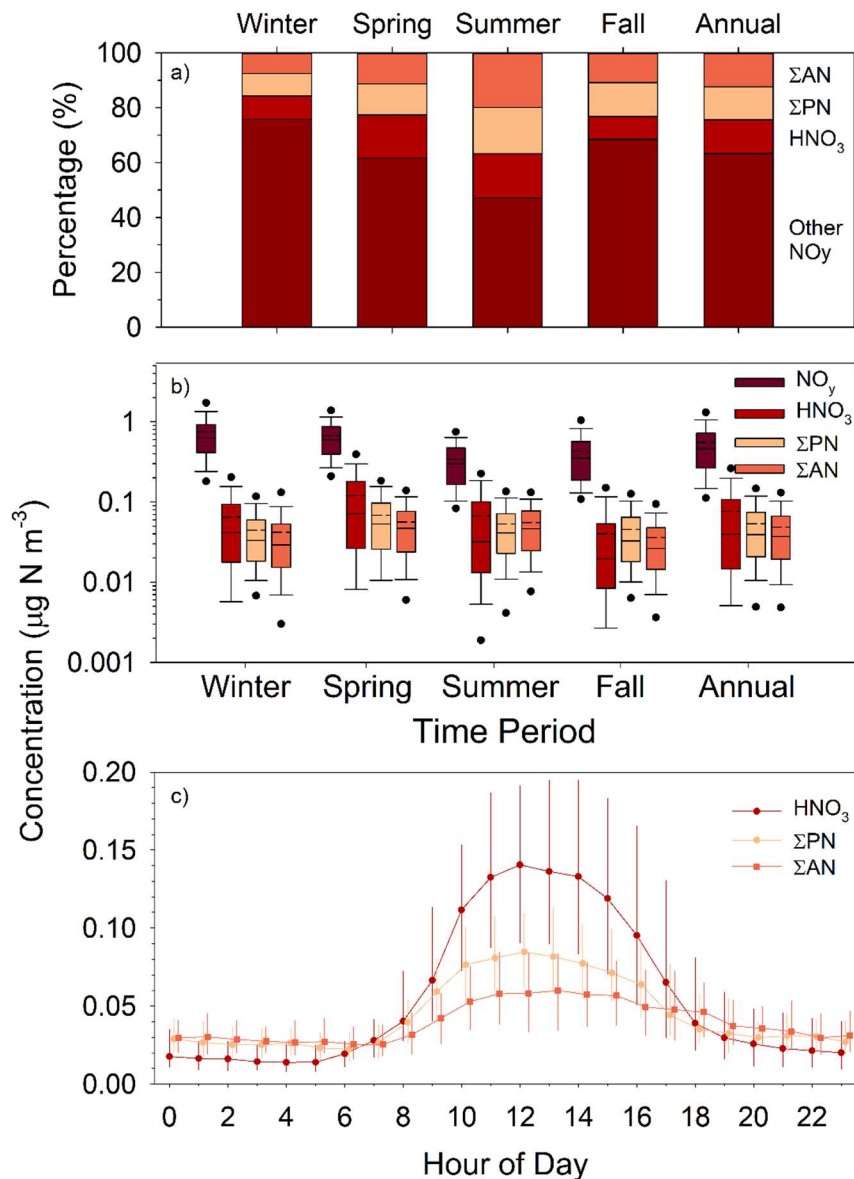 Winter Spring Summer Fall Annual
a)
Percentage (%)
100
80
60
40
20
0
ΣAN
ΣPN
HNO₃
Other
NOy
b)
Concentration (µg N m⁻³)
1
0.1
0.01
0.001
NOy
HNO₃
ΣPN
ΣAN
Winter Spring Summer Fall Annual
Time Period
c)
0.20
0.15
0.10
0.05
0.00
HNO₃
ΣPN
ΣAN
0 2 4 6 8 10 12 14 16 18 20 22
Hour of Day